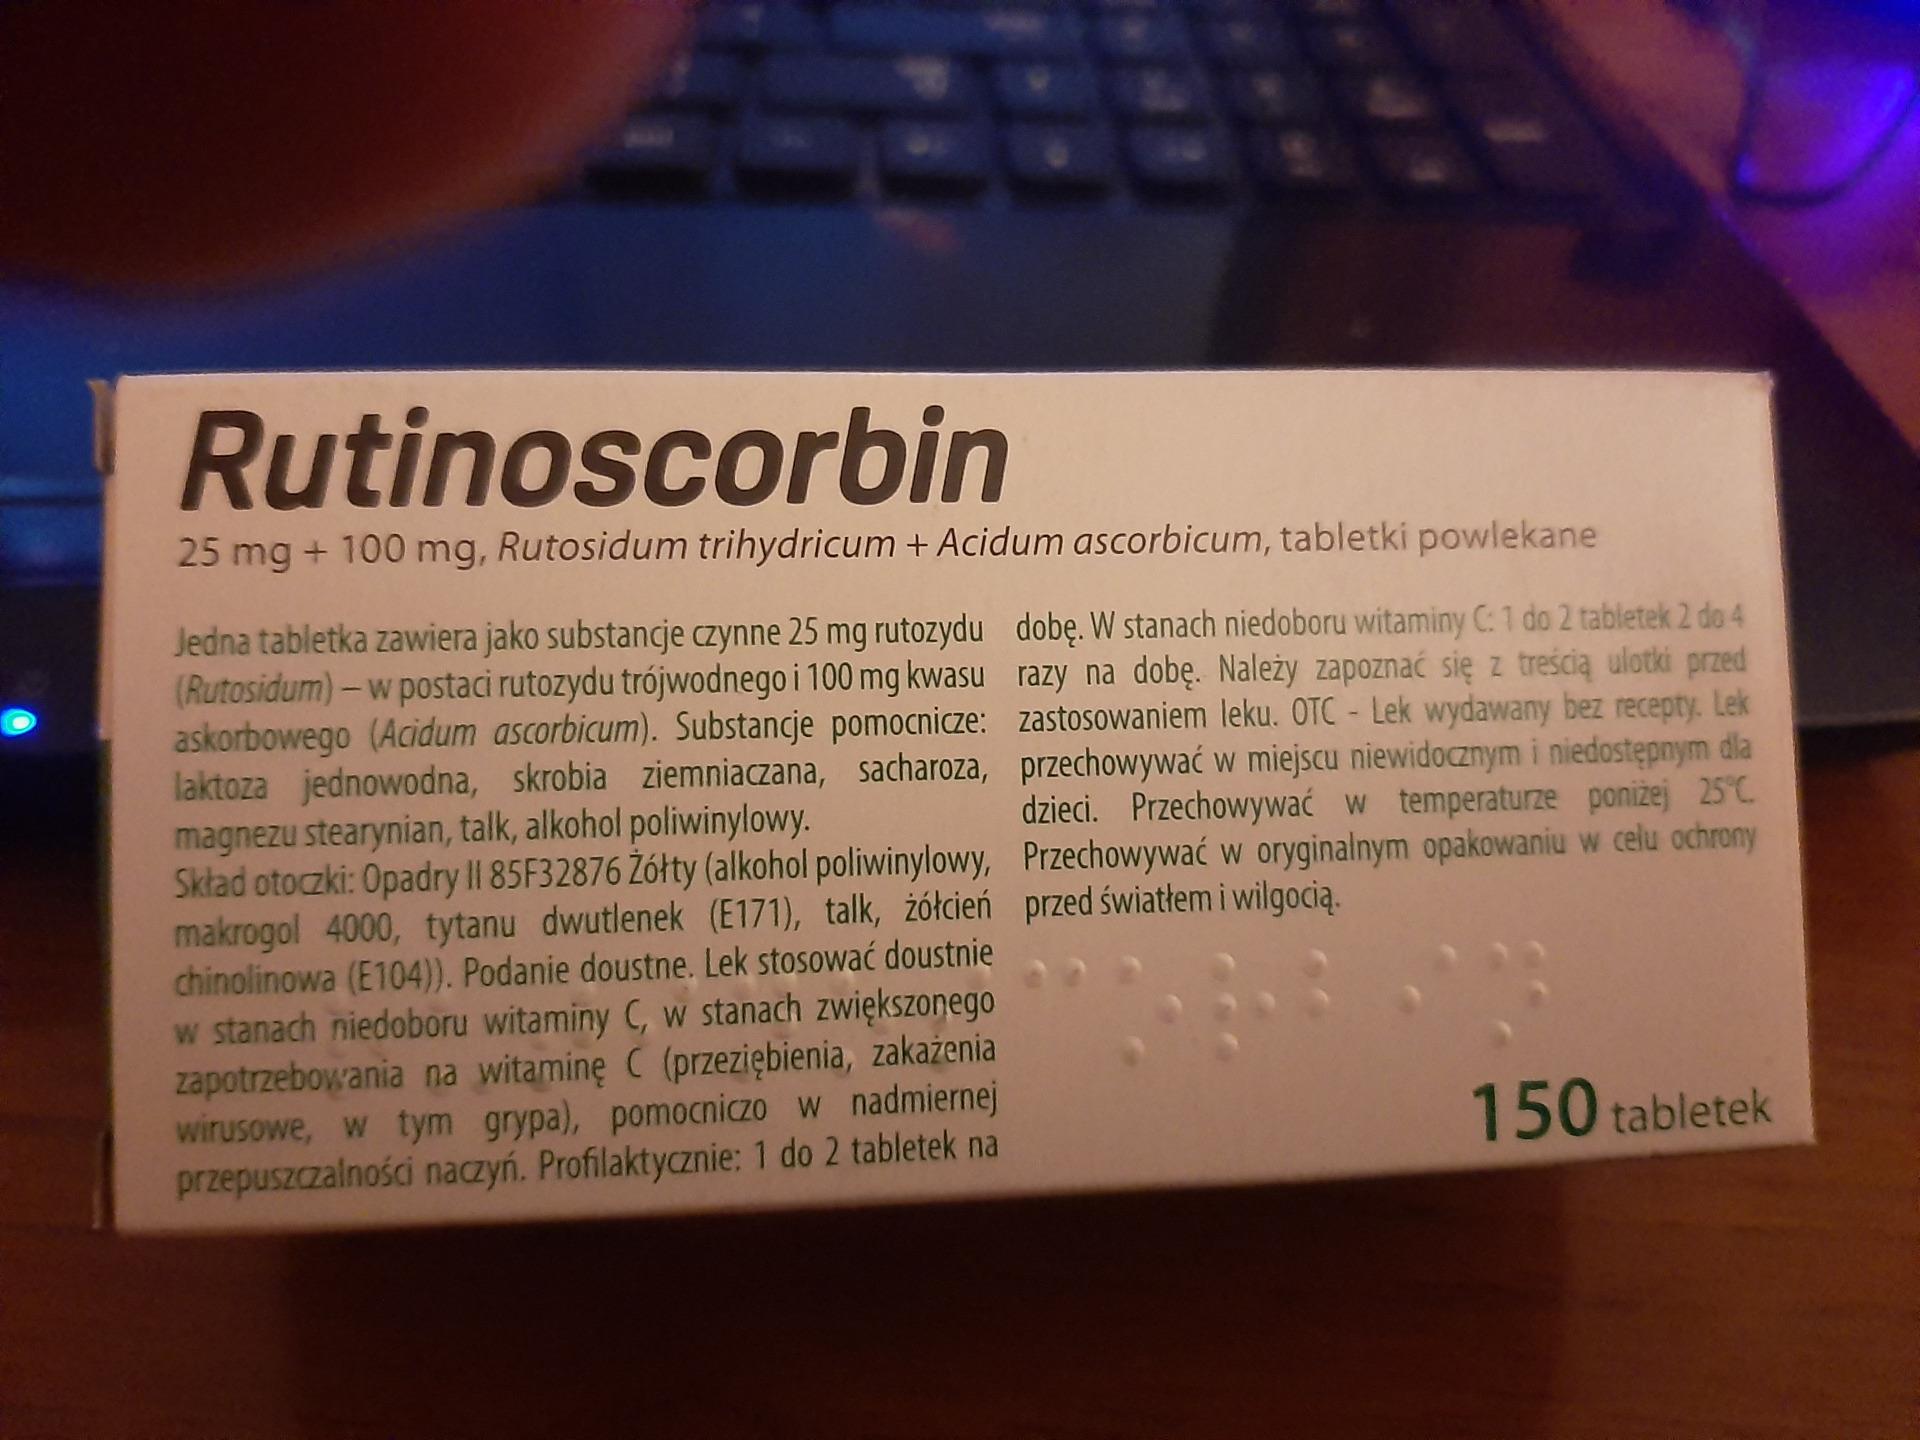 Rutinoscorbin
25 mg + 100 mg, Rutosidum trihydricum + Acidum ascorbicum, tabletki powlekane
Jedna tabletka zawiera jako substancje czynne 25 mg rutozydu
(Rutosidum) – w postaci rutozydu trójwodnego i 100 mg kwasu
askorbowego (Acidum ascorbicum). Substancje pomocnicze:
laktoza jednowodna, skrobia ziemniaczana, sacharoza,
magnezu stearynian, talk, alkohol poliwinylowy.
Skład otoczki: Opadry II 85F32876 Żółty (alkohol poliwinylowy,
makrogol 4000, tytanu dwutlenek (E171), talk, żółcień
chinolinowa (E104)). Podanie doustne. Lek stosować doustnie
w stanach niedoboru witaminy C, w stanach zwiększonego
zapotrzebowania na witaminę C (przeziębienia, zakażenia
wirusowe, w tym grypa), pomocniczo w nadmiernej
przepuszczalności naczyń. Profilaktycznie: 1 do 2 tabletek na
dobę. W stanach niedoboru witaminy C: 1 do 2 tabletek 2 do 4
razy na dobę. Należy zapoznać się z treścią ulotki przed
zastosowaniem leku. OTC - Lek wydawany bez recepty. Lek
przechowywać w miejscu niewidocznym i niedostępnym dla
dzieci. Przechowywać w temperaturze poniżej 25°C.
Przechowywać w oryginalnym opakowaniu w celu ochrony
przed światłem i wilgocią.
150 tabletek